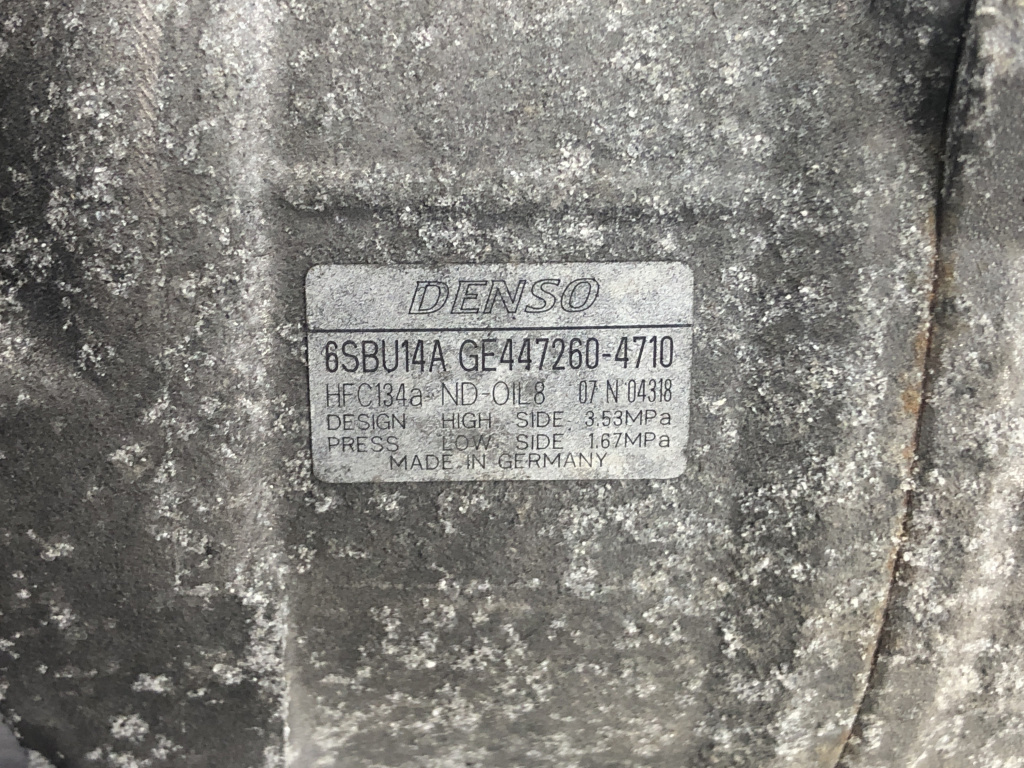 DENSO
6SBU14A GE447260-4710
HFC134a ND-OIL8 07 N 04318
DESIGN HIGH SIDE 3.53MPa
PRESS LOW SIDE 1.67MPa
MADE IN GERMANY